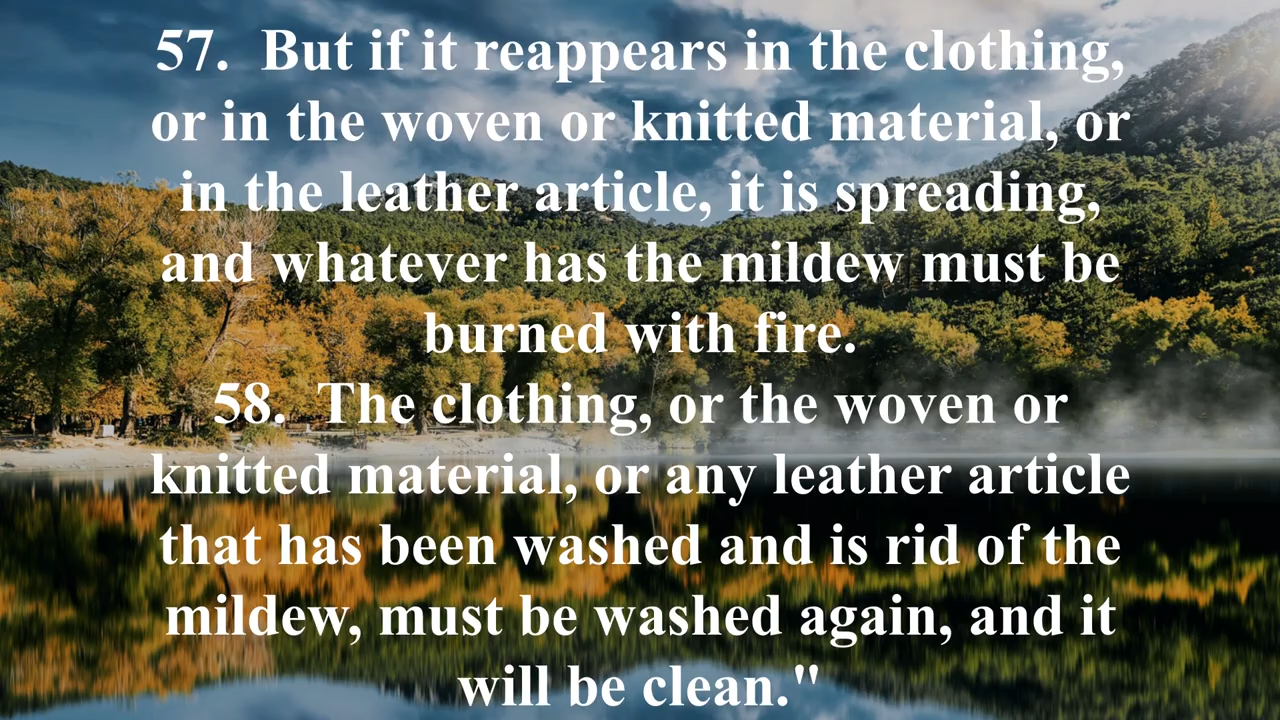 57.  But if it reappears in the clothing,
or in the woven or knitted material, or
in the leather article, it is spreading,
and whatever has the mildew must be
burned with fire.
58.  The clothing, or the woven or
knitted material, or any leather article
that has been washed and is rid of the
mildew, must be washed again, and it
will be clean."